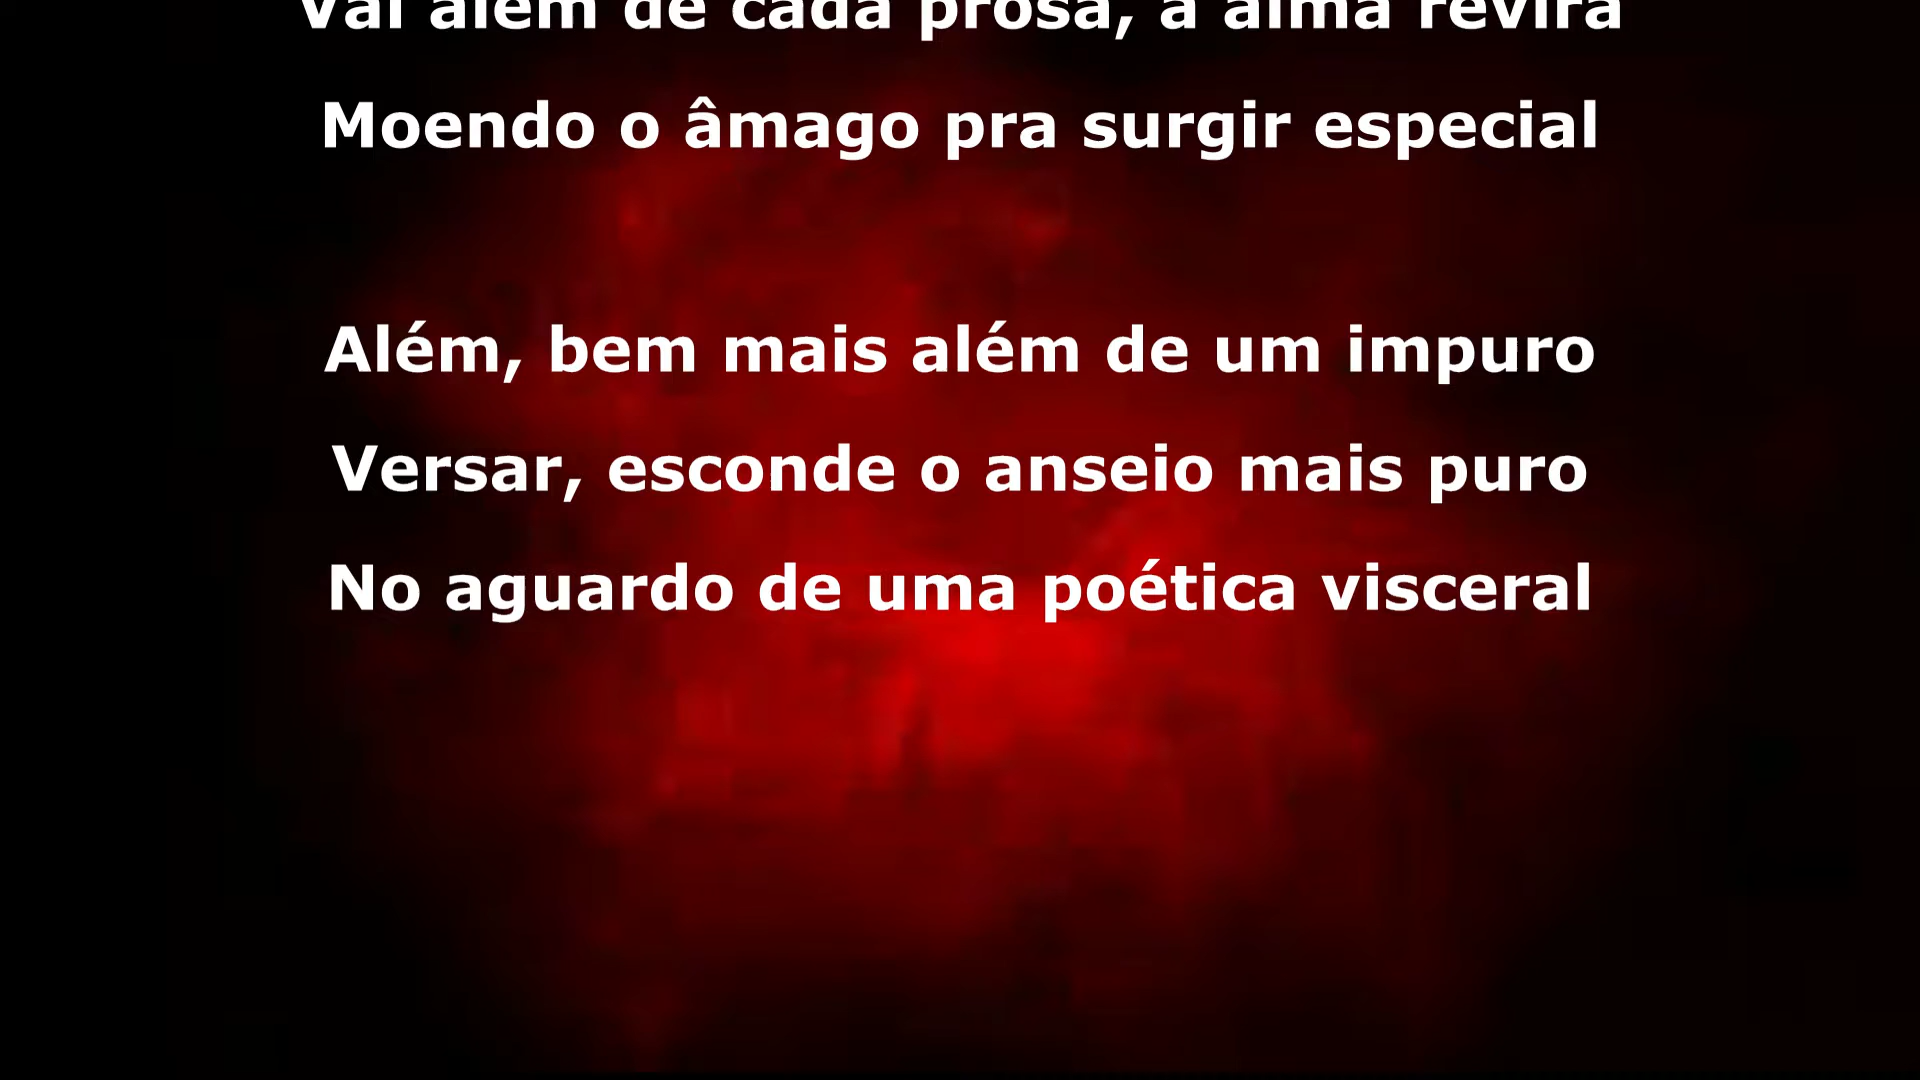 Vai além de cada prosa, a alma revira
Moendo o âmago pra surgir especial
Além, bem mais além de um impuro
Versar, esconde o anseio mais puro
No aguardo de uma poética visceral